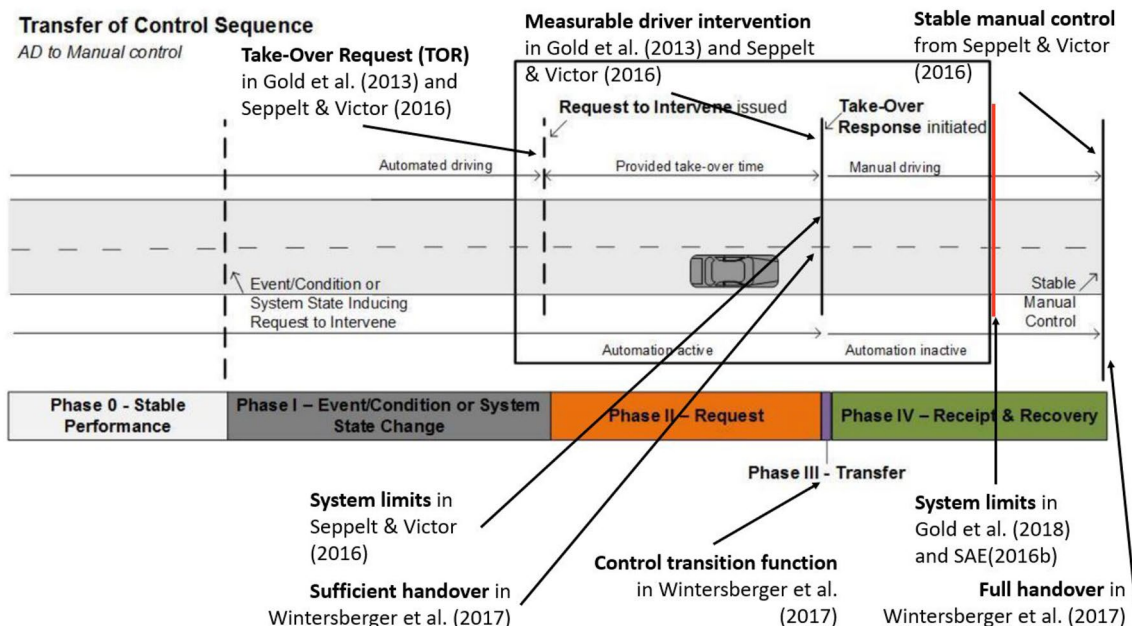 Transfer of Control Sequence
AD to Manual control
Take-Over Request (TOR)
in Gold et al. (2013) and
Seppelt & Victor (2016)
Measurable driver intervention
in Gold et al. (2013) and Seppelt
& Victor (2016)
Stable manual control
from Seppelt & Victor
(2016)
Request to Intervene issued
Take-Over
Response initiated
Automated driving
Provided take-over time
Manual driving
Event/Condition or
System State Inducing
Request to Intervene
Stable
Manual
Control
Automation active
Automation inactive
Phase 0 - Stable
Performance
Phase I – Event/Condition or System
State Change
Phase II – Request
Phase IV – Receipt & Recovery
Phase III - Transfer
System limits in
Seppelt & Victor
(2016)
Sufficient handover in
Wintersberger et al. (2017)
Control transition function
in Wintersberger et al.
(2017)
System limits in
Gold et al. (2018)
and SAE(2016b)
Full handover in
Wintersberger et al. (2017)